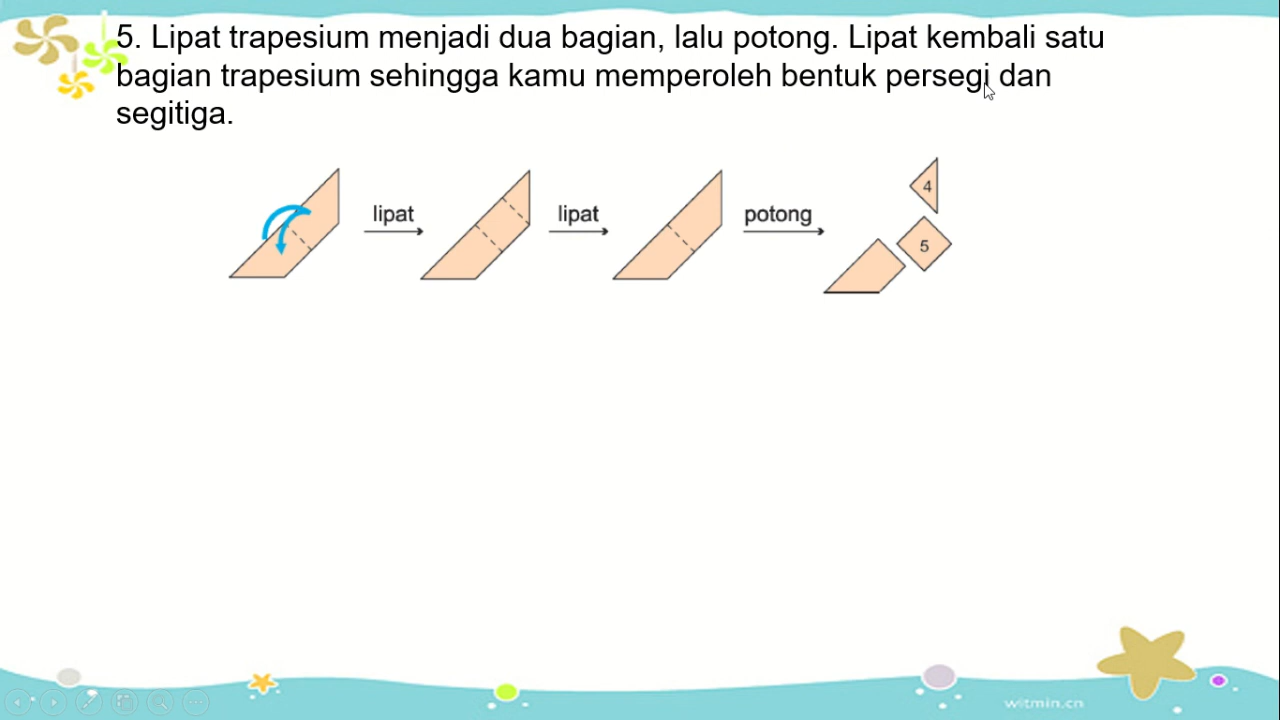 5. Lipat trapesium menjadi dua bagian, lalu potong. Lipat kembali satu
bagian trapesium sehingga kamu memperoleh bentuk persegi dan
segitiga.
lipat
lipat
potong
4
5
witmin.cn